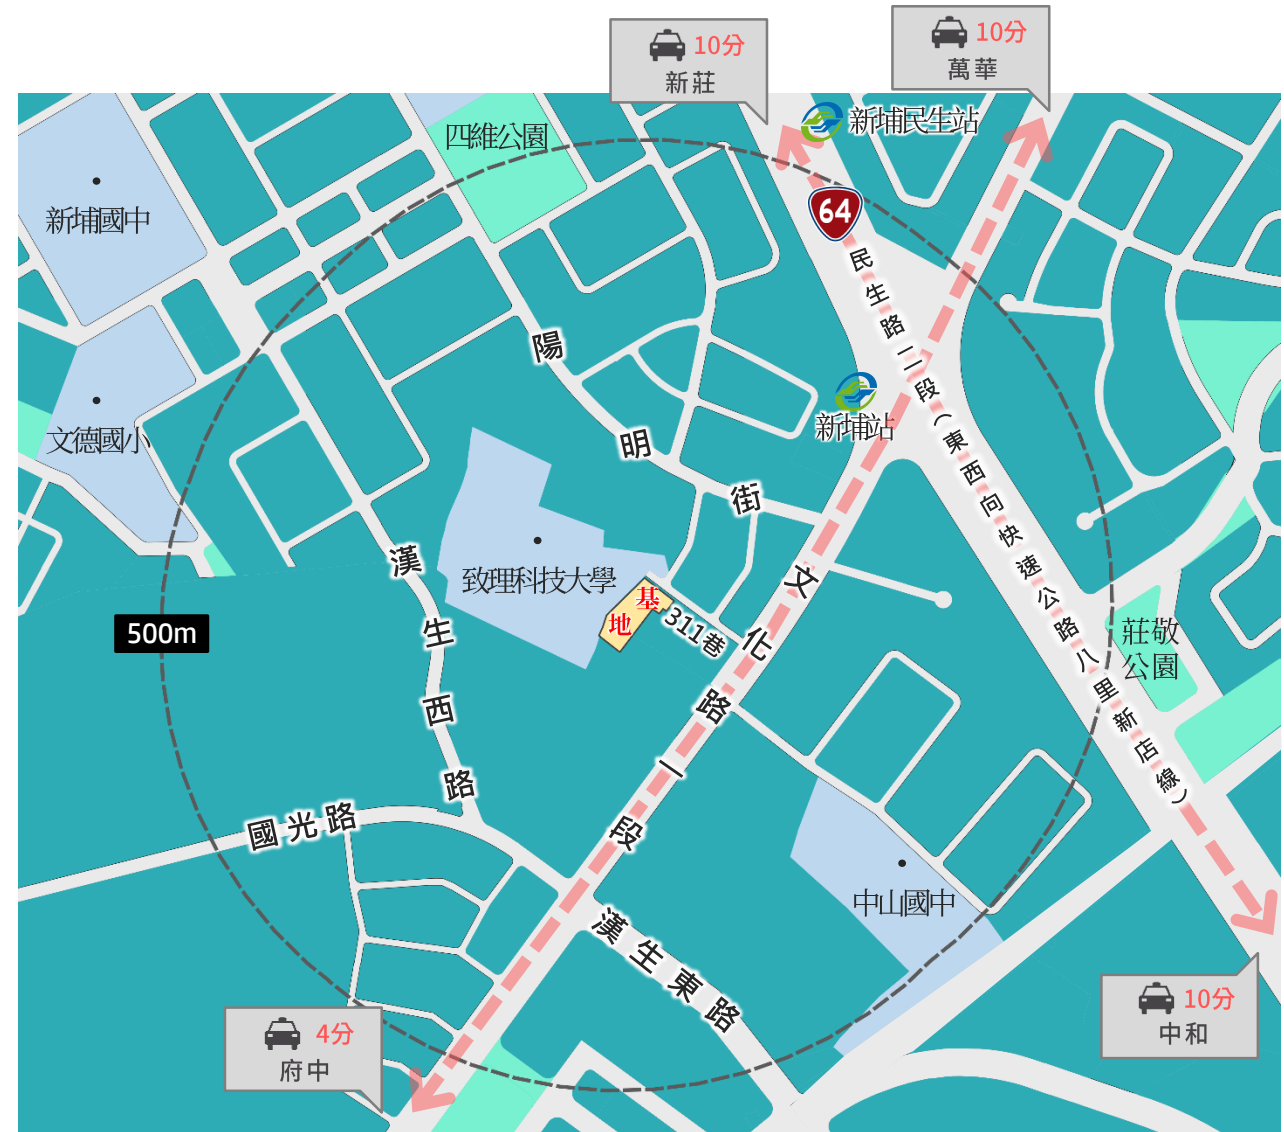 10分
新莊
10分
萬華
新埔民生站
四維公園
新埔國中
64
民生路二段(東西向快速公路八里新店線)
陽明街
新埔站
文德國小
漢生西路
致理科技大學
基地
311巷
文化路一段
500m
莊敬
公園
國光路
中山國中
漢生東路
10分
中和
4分
府中